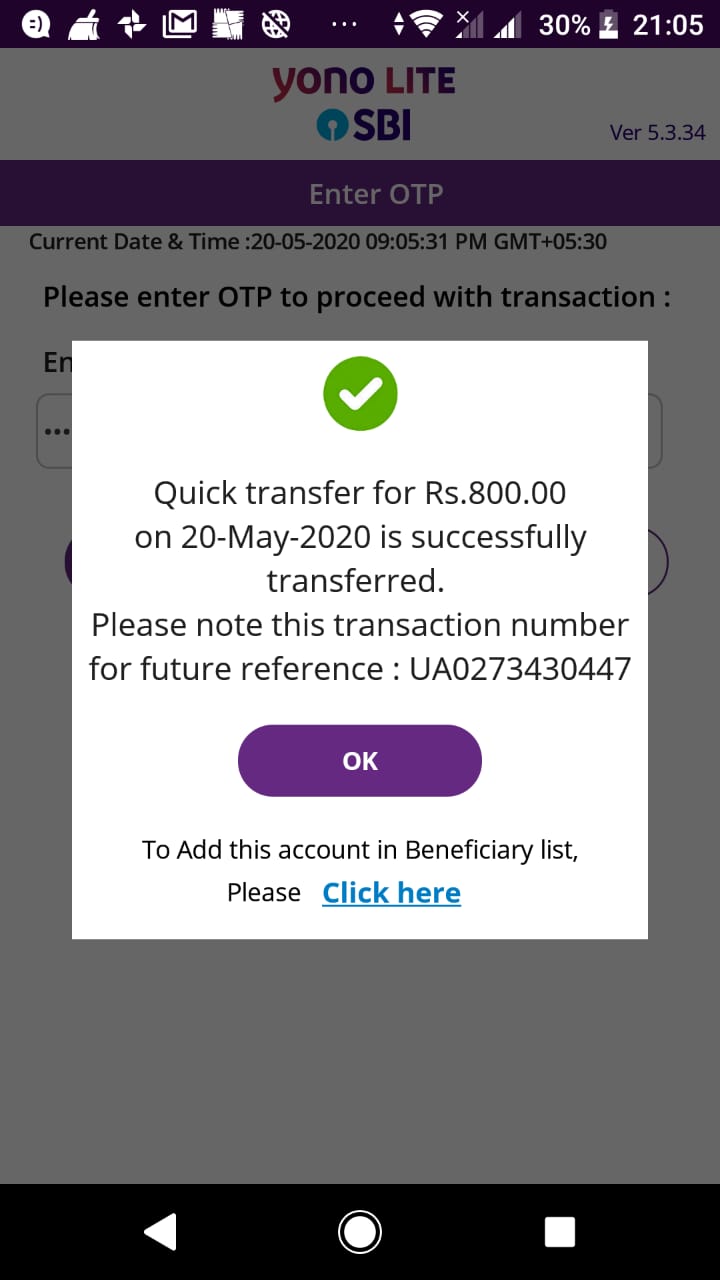 30% 21:05
yono LITE
SBI
Ver 5.3.34
Enter OTP
Current Date & Time :20-05-2020 09:05:31 PM GMT+05:30
Please enter OTP to proceed with transaction :
En
Quick transfer for Rs.800.00
on 20-May-2020 is successfully
transferred.
Please note this transaction number
for future reference : UA0273430447
OK
To Add this account in Beneficiary list,
Please Click here